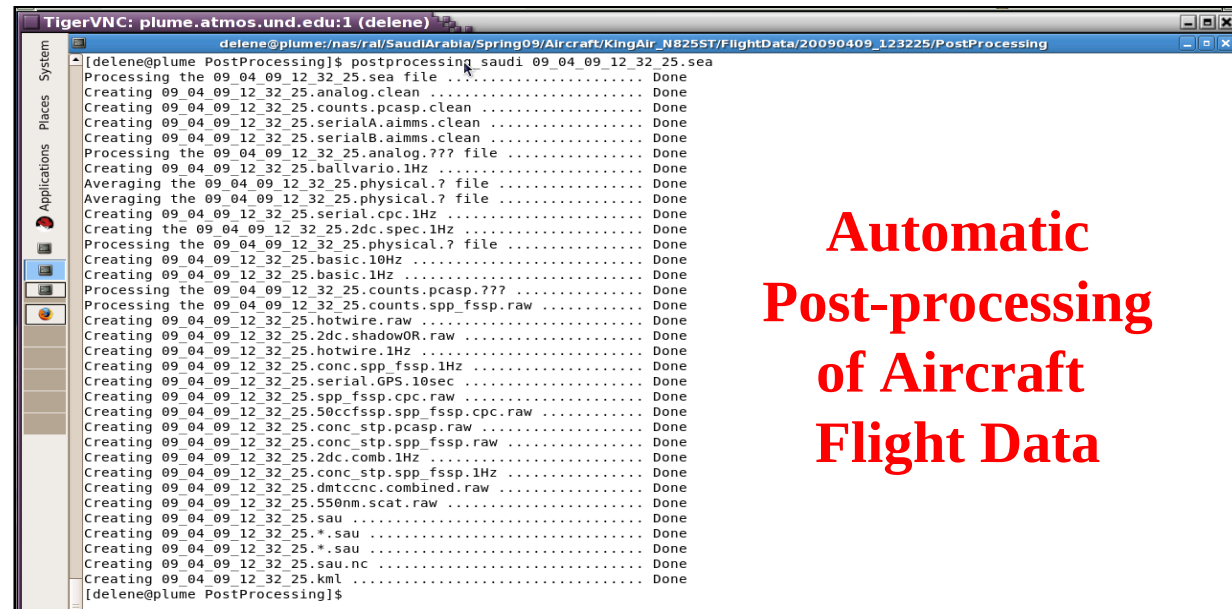 TigerVNC: plume.atmos.und.edu:1 (delene)
delene@plume:/nas/ral/SaudiArabia/Spring09/Aircraft/KingAir_N825ST/FlightData/20090409_123225/PostProcessing
System
Places
Applications
[delene@plume PostProcessing]$ postprocessing_saudi 09_04_09_12_32_25.sea
Processing the 09_04_09_12_32_25.sea file ...................... Done
Creating 09_04_09_12_32_25.analog.clean ........................ Done
Creating 09_04_09_12_32_25.counts.pcasp.clean .................. Done
Creating 09_04_09_12_32_25.serialA.aimms.clean ................. Done
Creating 09_04_09_12_32_25.serialB.aimms.clean ................. Done
Processing the 09_04_09_12_32_25.analog.??? file ............... Done
Creating 09_04_09_12_32_25.ballvario.1Hz ....................... Done
Averaging the 09_04_09_12_32_25.physical.? file ................ Done
Averaging the 09_04_09_12_32_25.physical.? file ................ Done
Creating 09_04_09_12_32_25.serial.cpc.1Hz ...................... Done
Creating the 09_04_09_12_32_25.2dc.spec.1Hz .................... Done
Processing the 09_04_09_12_32_25.physical.? file ............... Done
Creating 09_04_09_12_32_25.basic.10Hz .......................... Done
Creating 09_04_09_12_32_25.basic.1Hz ........................... Done
Processing the 09_04_09_12_32_25.counts.pcasp.??? .............. Done
Processing the 09_04_09_12_32_25.counts.spp_fssp.raw ........... Done
Creating 09_04_09_12_32_25.hotwire.raw ......................... Done
Creating 09_04_09_12_32_25.2dc.shadowOR.raw .................... Done
Creating 09_04_09_12_32_25.hotwire.1Hz ......................... Done
Creating 09_04_09_12_32_25.conc.spp_fssp.1Hz ................... Done
Creating 09_04_09_12_32_25.serial.GPS.10sec .................... Done
Creating 09_04_09_12_32_25.spp_fssp.cpc.raw .................... Done
Creating 09_04_09_12_32_25.50ccfssp.spp_fssp.cpc.raw ........... Done
Creating 09_04_09_12_32_25.conc_stp.pcasp.raw .................. Done
Creating 09_04_09_12_32_25.conc_stp.spp_fssp.raw ............... Done
Creating 09_04_09_12_32_25.2dc.comb.1Hz ........................ Done
Creating 09_04_09_12_32_25.conc_stp.spp_fssp.1Hz ............... Done
Creating 09_04_09_12_32_25.dmtccnc.combined.raw ................ Done
Creating 09_04_09_12_32_25.550nm.scat.raw ...................... Done
Creating 09_04_09_12_32_25.sau ................................. Done
Creating 09_04_09_12_32_25.*.sau ............................... Done
Creating 09_04_09_12_32_25.*.sau ............................... Done
Creating 09_04_09_12_32_25.sau.nc .............................. Done
Creating 09_04_09_12_32_25.kml ................................. Done
[delene@plume PostProcessing]$
Automatic
Post-processing
of Aircraft
Flight Data